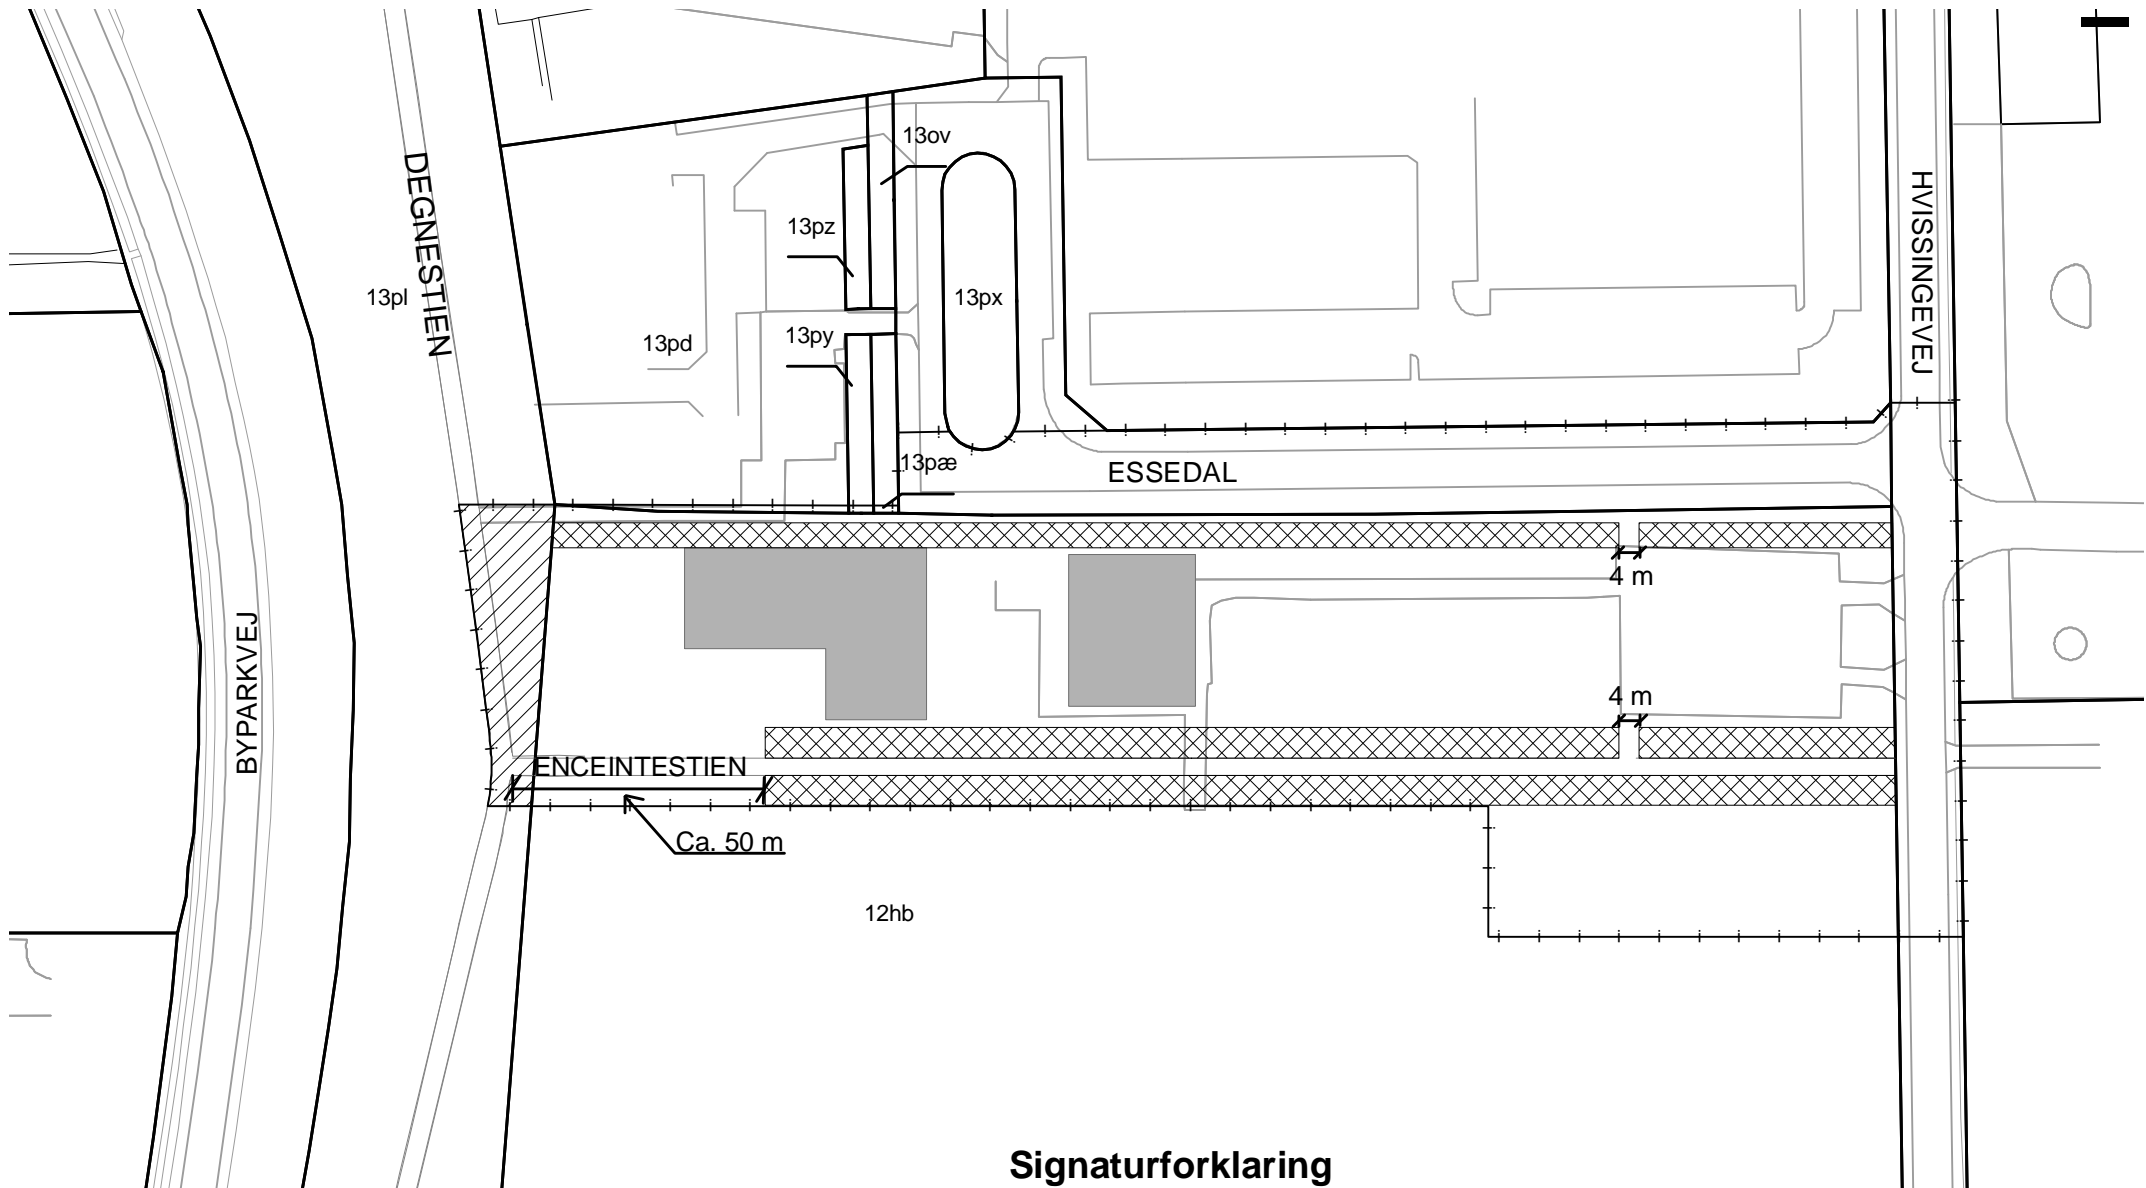 13ov
DEGNESTIEN
HVISSINGEVEJ
13pz
13pl
13px
13py
13pd
13pæ
ESSEDAL
4 m
BYPARKVEJ
4 m
ENCEINTESTIEN
Ca. 50 m
12hb
Signaturforklaring